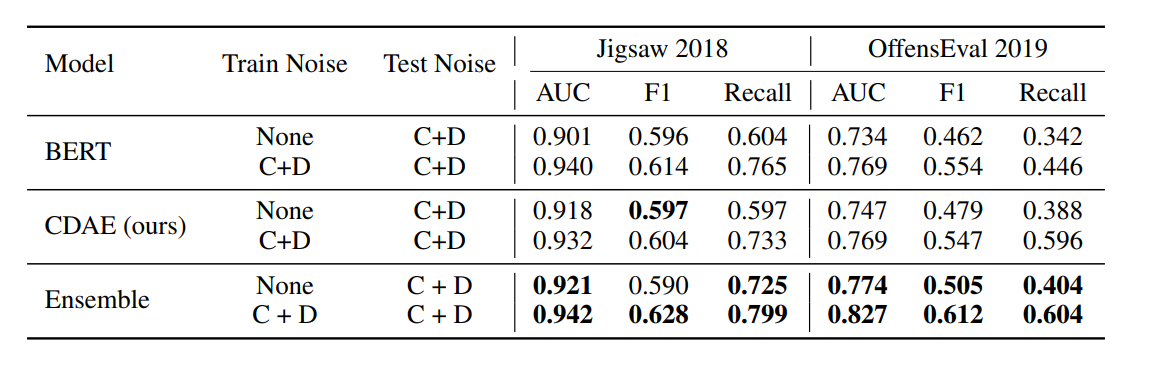 Model Train Noise Test Noise Jigsaw 2018 OffensEval 2019
AUC F1 Recall AUC F1 Recall
BERT None C+D 0.901 0.596 0.604 0.734 0.462 0.342
C+D C+D 0.940 0.614 0.765 0.769 0.554 0.446
CDAE (ours) None C+D 0.918 0.597 0.597 0.747 0.479 0.388
C+D C+D 0.932 0.604 0.733 0.769 0.547 0.596
Ensemble None C + D 0.921 0.590 0.725 0.774 0.505 0.404
C + D C + D 0.942 0.628 0.799 0.827 0.612 0.604